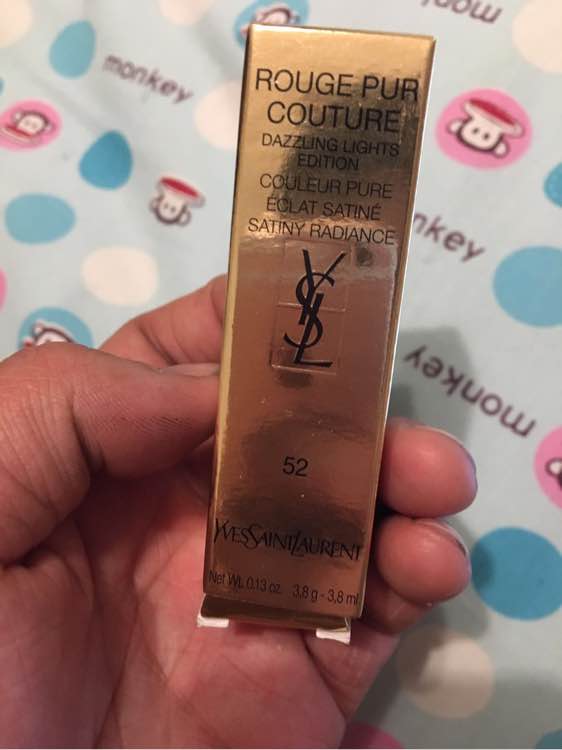 ROUGE PUR
COUTURE
DAZZLING LIGHTS
EDITION
COULEUR PURE
ÉCLAT SATINÉ
SATINY RADIANCE
YSL
52
YVESSAINTLAURENT
Net Wt. 0.13 oz. 3,8 g - 3,8 ml
monkey
monkey
monkey